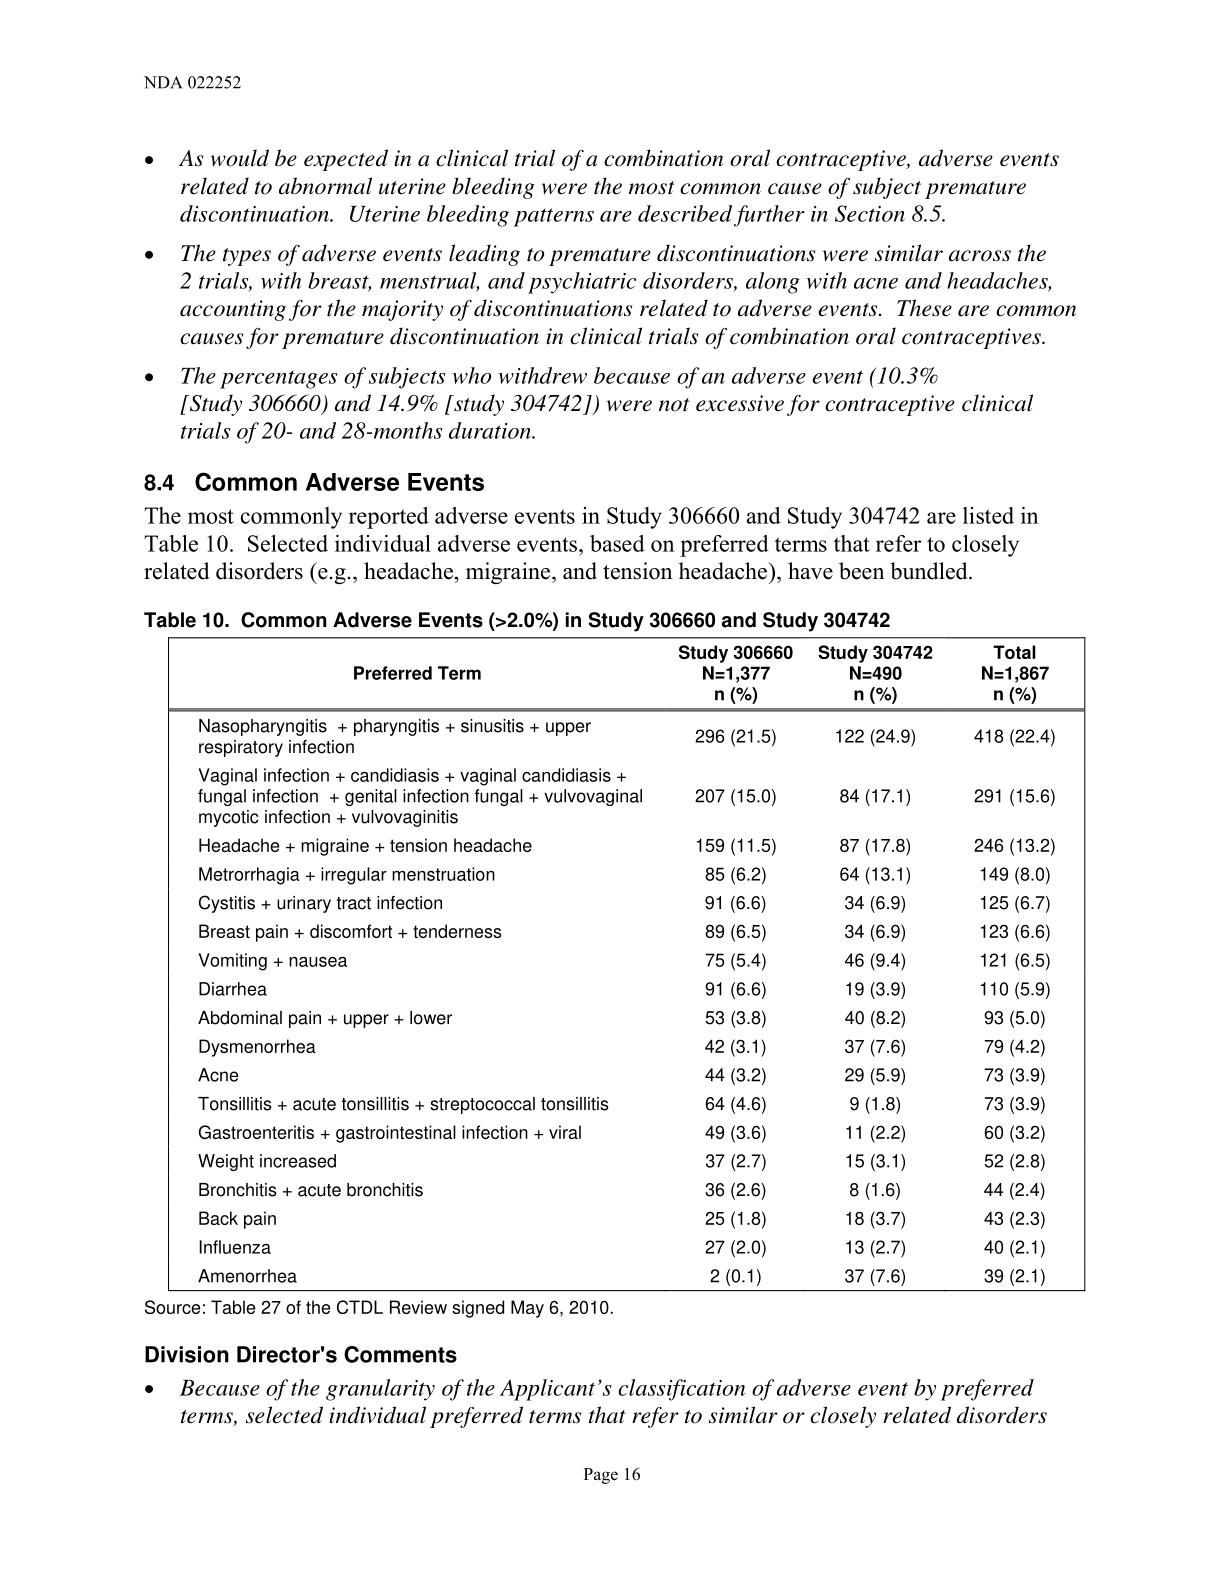 NDA 022252
• As would be expected in a clinical trial of a combination oral contraceptive, adverse events
related to abnormal uterine bleeding were the most common cause of subject premature
discontinuation.  Uterine bleeding patterns are described further in Section 8.5.
• The types of adverse events leading to premature discontinuations were similar across the
2 trials, with breast, menstrual, and psychiatric disorders, along with acne and headaches,
accounting for the majority of discontinuations related to adverse events.  These are common
causes for premature discontinuation in clinical trials of combination oral contraceptives.
• The percentages of subjects who withdrew because of an adverse event (10.3%
[Study 306660) and 14.9% [study 304742]) were not excessive for contraceptive clinical
trials of 20- and 28-months duration.
8.4 Common Adverse Events
The most commonly reported adverse events in Study 306660 and Study 304742 are listed in
Table 10.  Selected individual adverse events, based on preferred terms that refer to closely
related disorders (e.g., headache, migraine, and tension headache), have been bundled.
Table 10.  Common Adverse Events (>2.0%) in Study 306660 and Study 304742
Study 306660 Study 304742 Total
Preferred Term N=1,377 N=490 N=1,867
n (%) n (%) n (%)
Nasopharyngitis + pharyngitis + sinusitis + upper
respiratory infection 296 (21.5) 122 (24.9) 418 (22.4)
Vaginal infection + candidiasis + vaginal candidiasis +
fungal infection + genital infection fungal + vulvovaginal 207 (15.0) 84 (17.1) 291 (15.6)
mycotic infection + vulvovaginitis
Headache + migraine + tension headache 159 (11.5) 87 (17.8) 246 (13.2)
Metrorrhagia + irregular menstruation 85 (6.2) 64 (13.1) 149 (8.0)
Cystitis + urinary tract infection 91 (6.6) 34 (6.9) 125 (6.7)
Breast pain + discomfort + tenderness 89 (6.5) 34 (6.9) 123 (6.6)
Vomiting + nausea 75 (5.4) 46 (9.4) 121 (6.5)
Diarrhea 91 (6.6) 19 (3.9) 110 (5.9)
Abdominal pain + upper + lower 53 (3.8) 40 (8.2) 93 (5.0)
Dysmenorrhea 42 (3.1) 37 (7.6) 79 (4.2)
Acne 44 (3.2) 29 (5.9) 73 (3.9)
Tonsillitis + acute tonsillitis + streptococcal tonsillitis 64 (4.6) 9 (1.8) 73 (3.9)
Gastroenteritis + gastrointestinal infection + viral 49 (3.6) 11 (2.2) 60 (3.2)
Weight increased 37 (2.7) 15 (3.1) 52 (2.8)
Bronchitis + acute bronchitis 36 (2.6) 8 (1.6) 44 (2.4)
Back pain 25 (1.8) 18 (3.7) 43 (2.3)
Influenza 27 (2.0) 13 (2.7) 40 (2.1)
Amenorrhea 2 (0.1) 37 (7.6) 39 (2.1)
Source: Table 27 of the CTDL Review signed May 6, 2010.
Division Director's Comments
• Because of the granularity of the Applicant’s classification of adverse event by preferred
terms, selected individual preferred terms that refer to similar or closely related disorders
Page 16